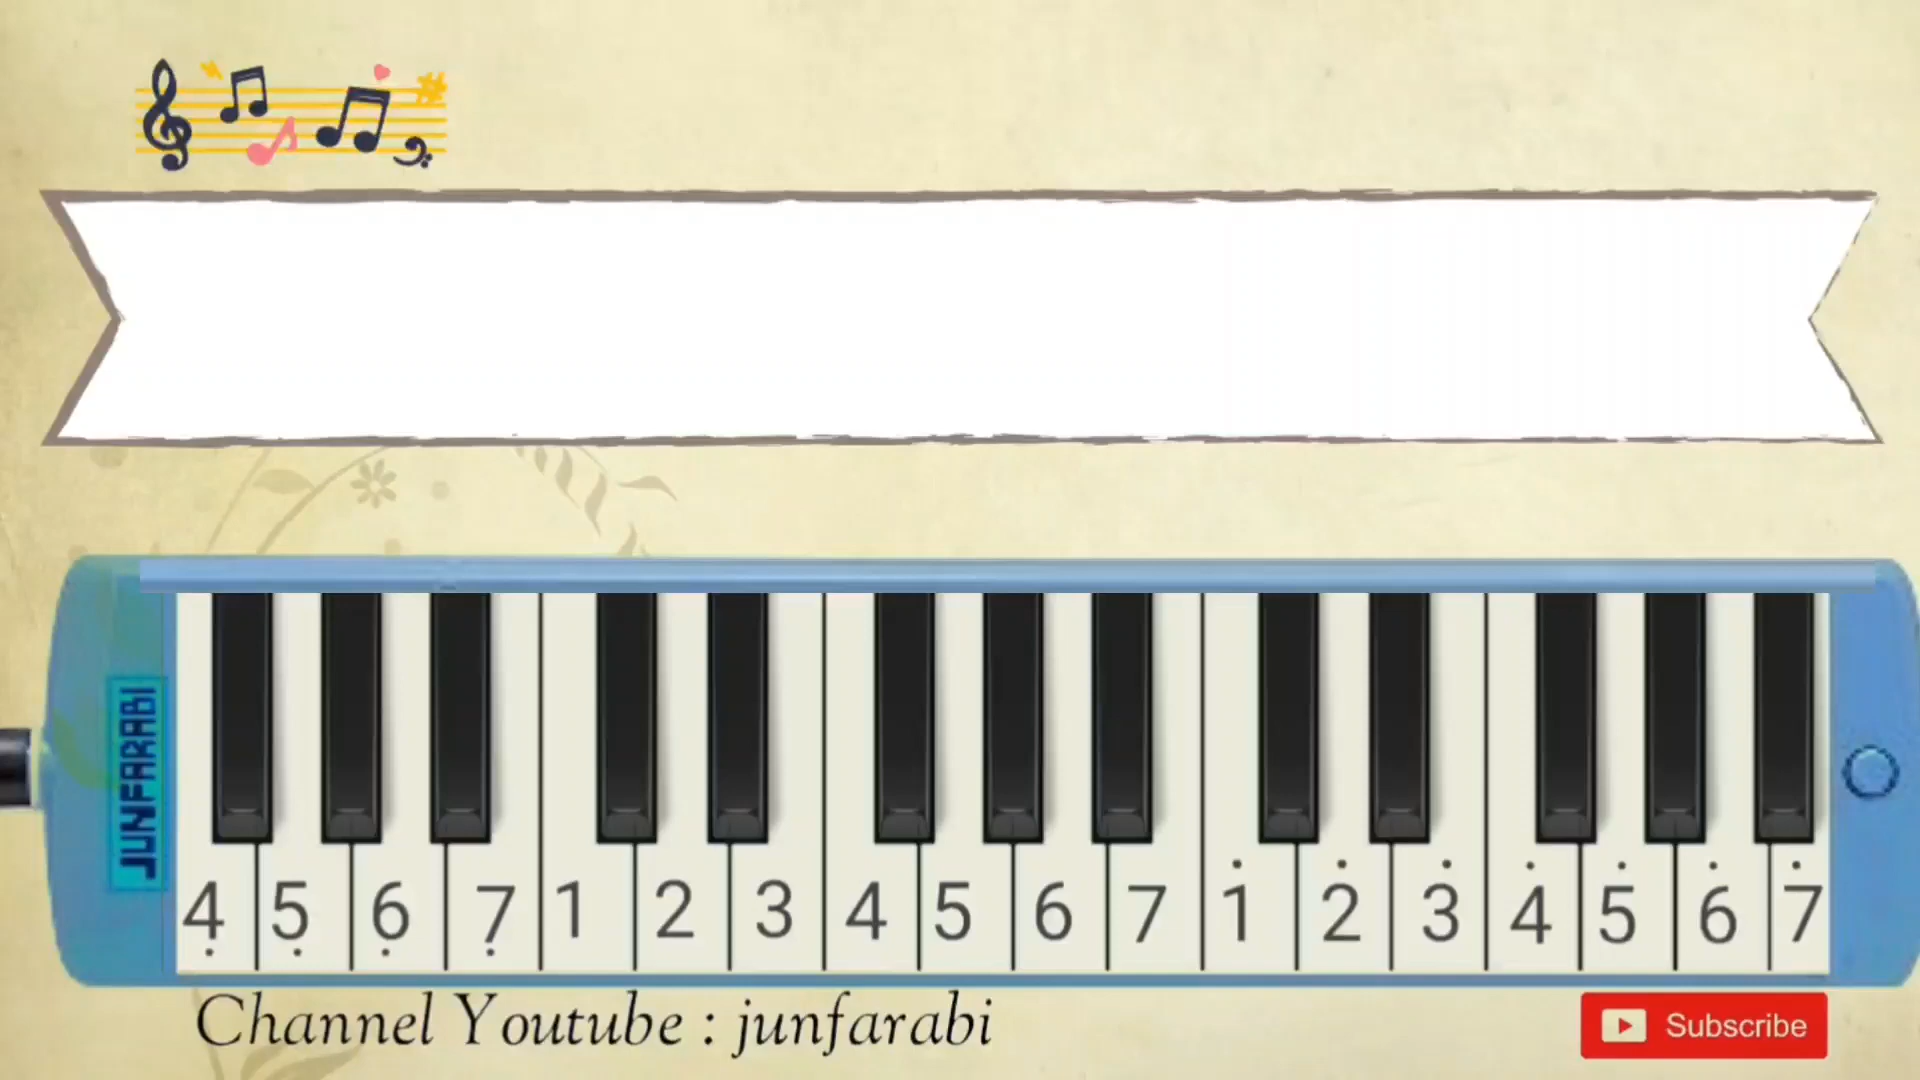 JUNFARABI
4̣ 5̣ 6̣ 7̣ 1 2 3 4 5 6 7 1̇ 2̇ 3̇ 4̇ 5̇ 6̇ 7̇
Channel Youtube : junfarabi
Subscribe